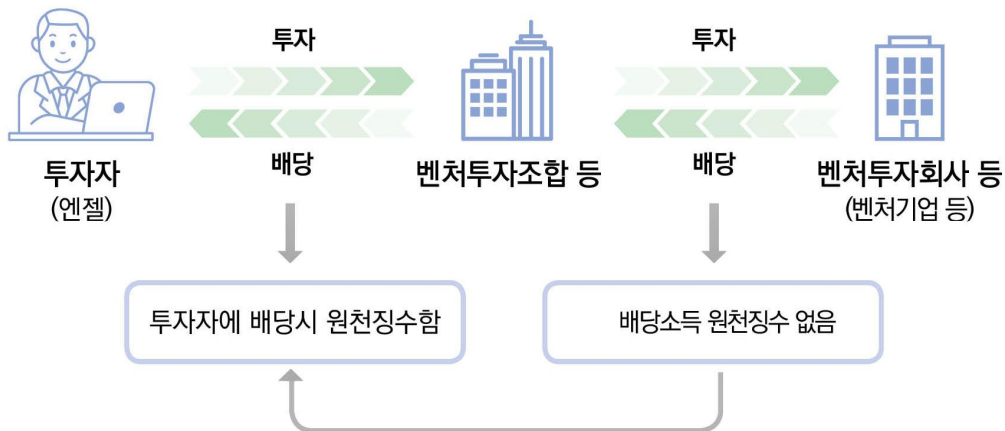 투자
투자
배당
배당
투자자
(엔젤)
벤처투자조합 등
벤처투자회사 등
(벤처기업 등)
투자자에 배당시 원천징수함
배당소득 원천징수 없음